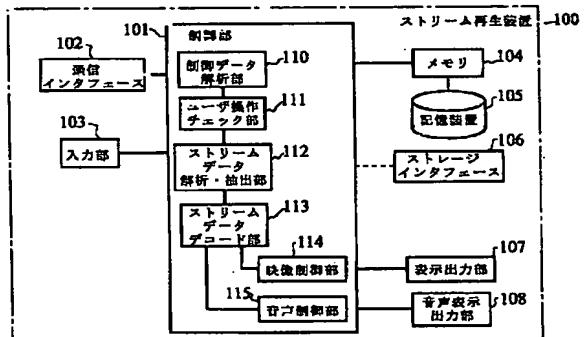 ストリーム再生装置
100
101
制御部
102
通信
インタフェース
103
入力部
110
制御データ
解析部
111
ユーザ操作
チェック部
112
ストリーム
データ
解析・抽出部
113
ストリーム
データ
デコード部
114
映像制御部
115
音声制御部
104
メモリ
105
記憶装置
106
ストレージ
インタフェース
107
表示出力部
108
音声表示
出力部